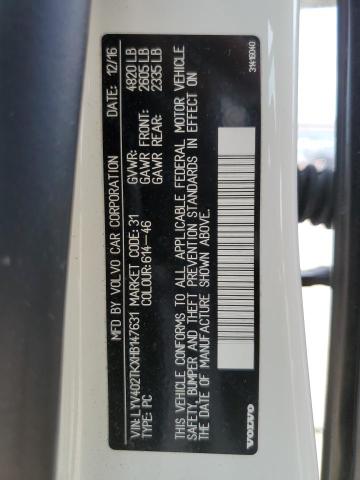 MFD BY VOLVO CAR CORPORATION DATE: 12/16
GVWR: 4820 LB
GAWR FRONT: 2605 LB
GAWR REAR: 2335 LB
VIN: LYV402TKXHB147631 MARKET CODE: 31
TYPE: PC COLOUR: 614-46
THIS VEHICLE CONFORMS TO ALL APPLICABLE FEDERAL MOTOR VEHICLE
SAFETY, BUMPER AND THEFT PREVENTION STANDARDS IN EFFECT ON
THE DATE OF MANUFACTURE SHOWN ABOVE.
VOLVO 31416040